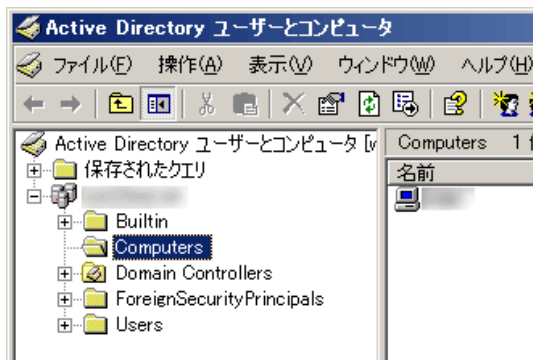 Active Directory ユーザーとコンピュータ
ファイル(F) 操作(A) 表示(V) ウィンドウ(W) ヘルプ(H)
Active Directory ユーザーとコンピュータ [
Computers 1
名前
保存されたクエリ
Builtin
Computers
Domain Controllers
ForeignSecurityPrincipals
Users